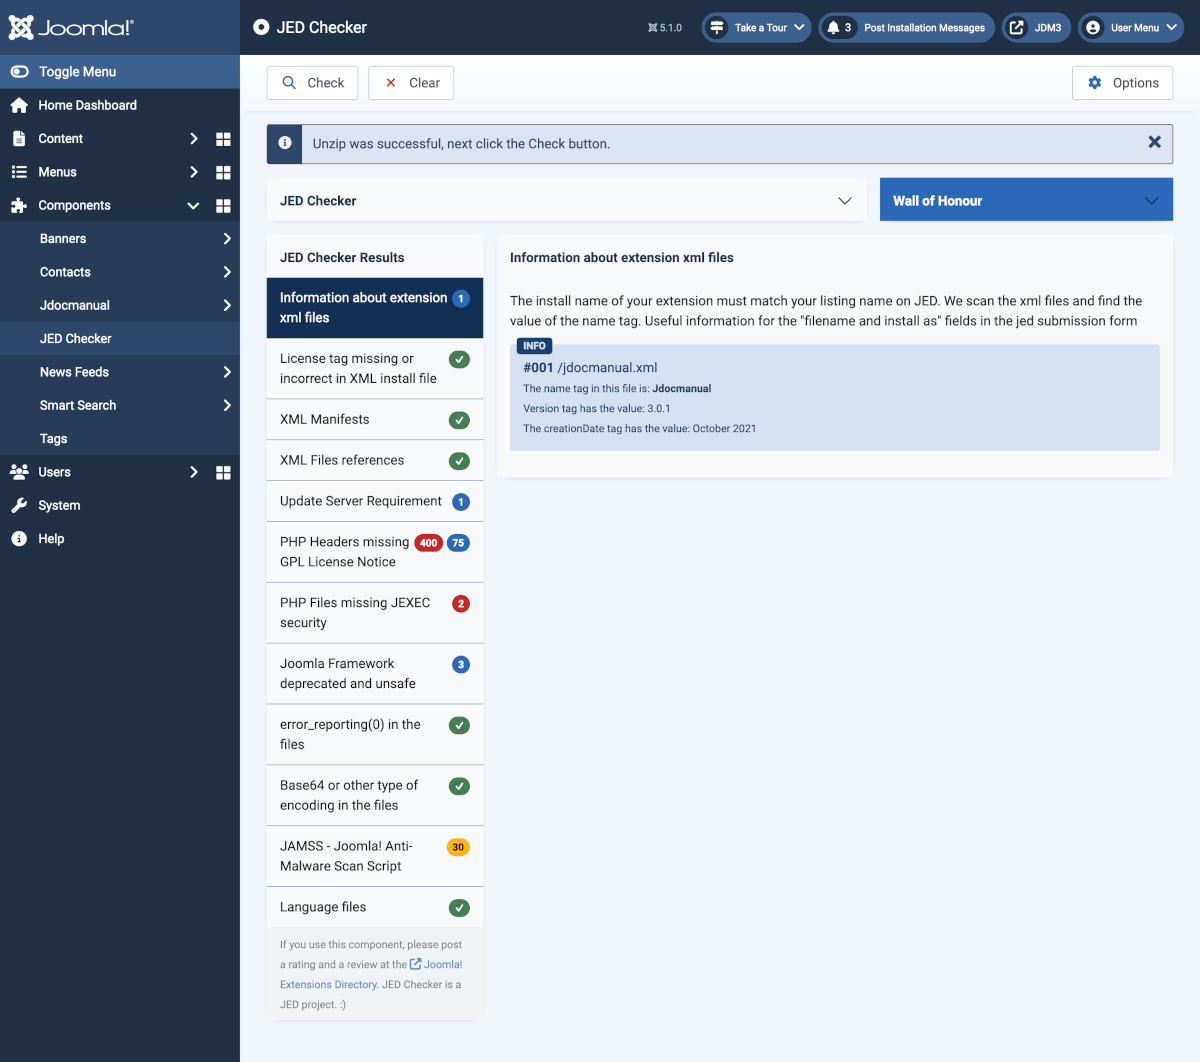 Joomla!®
JED Checker
5.1.0
Take a Tour
3 Post Installation Messages
JDM3
User Menu
Toggle Menu
Home Dashboard
Content
Menus
Components
Banners
Contacts
Jdocmanual
JED Checker
News Feeds
Smart Search
Tags
Users
System
Help
Check
Clear
Options
Unzip was successful, next click the Check button.
JED Checker
Wall of Honour
JED Checker Results
Information about extension 1
xml files
License tag missing or
incorrect in XML install file
XML Manifests
XML Files references
Update Server Requirement 1
PHP Headers missing 400 75
GPL License Notice
PHP Files missing JEXEC 2
security
Joomla Framework 3
deprecated and unsafe
error_reporting(0) in the
files
Base64 or other type of
encoding in the files
JAMSS - Joomla! Anti- 30
Malware Scan Script
Language files
If you use this component, please post
a rating and a review at the Joomla!
Extensions Directory. JED Checker is a
JED project. :)
Information about extension xml files
The install name of your extension must match your listing name on JED. We scan the xml files and find the
value of the name tag. Useful information for the "filename and install as" fields in the jed submission form
INFO
#001 /jdocmanual.xml
The name tag in this file is: Jdocmanual
Version tag has the value: 3.0.1
The creationDate tag has the value: October 2021